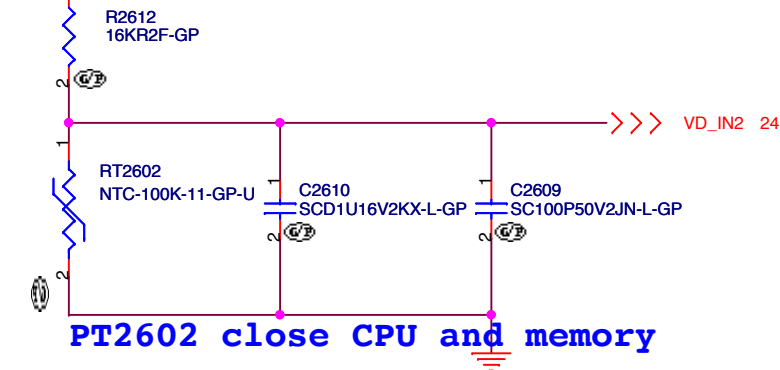 R2612
16KR2F-GP
2
G/P
VD_IN2 24
1
RT2602
NTC-100K-11-GP-U
1
C2610
SCD1U16V2KX-L-GP
1
C2609
SC100P50V2JN-L-GP
2
G/P
2
G/P
2
PT2602 close CPU and memory